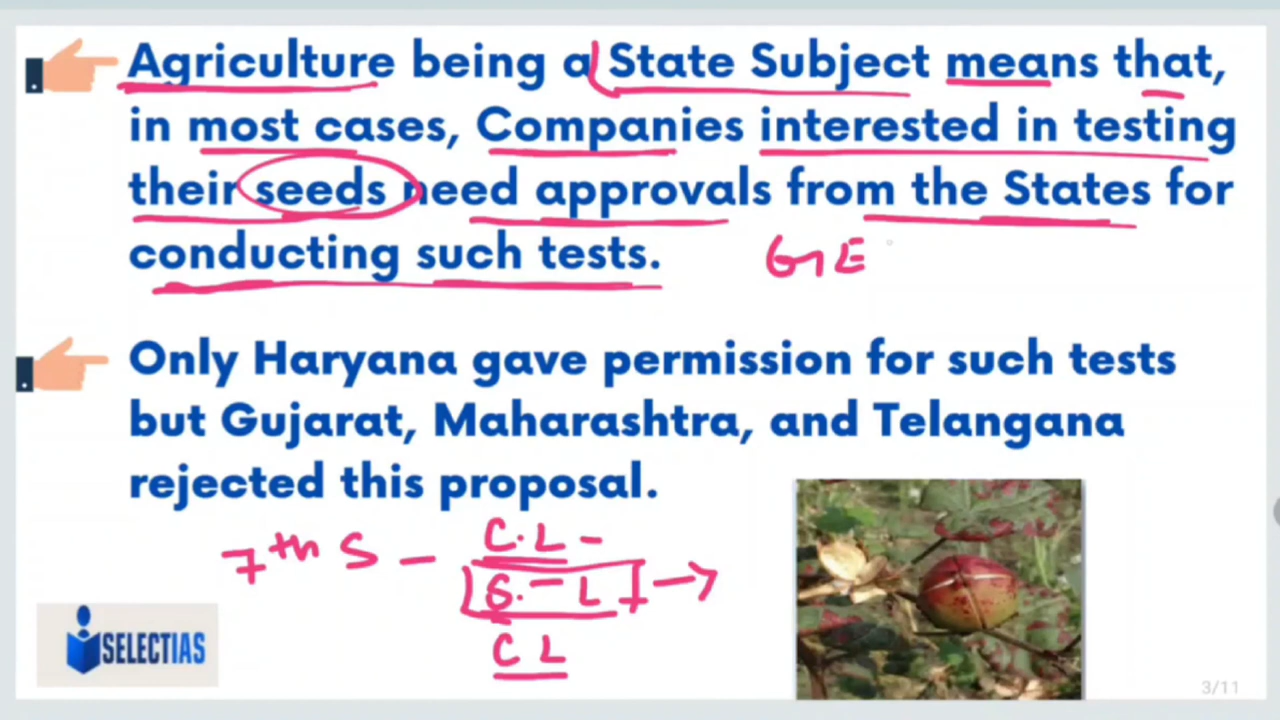 Agriculture being a State Subject means that,
in most cases, Companies interested in testing
their seeds need approvals from the States for
conducting such tests.
GE
Only Haryana gave permission for such tests
but Gujarat, Maharashtra, and Telangana
rejected this proposal.
7th S - C.L -
S. - L →
C L
SELECTIAS
3/11